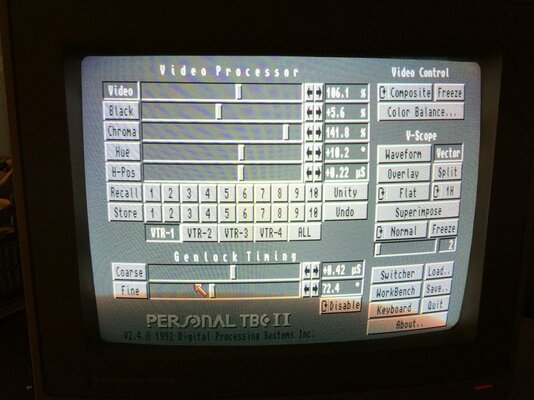 Video Processor
Video Control
Video 106.1 %
Composite Freeze
Black +5.6 %
Color Balance...
Chroma 141.8 %
V-Scope
Hue +10.2 °
Waveform Vector
H-Pos +0.22 µS
Overlay Split
Recall 1 2 3 4 5 6 7 8 9 10 Unity
Flat 1H
Store 1 2 3 4 5 6 7 8 9 10 Undo
Superimpose
VTR-1 VTR-2 VTR-3 VTR-4 ALL
Normal Freeze
2
Genlock Timing
Coarse +0.42 µS
Switcher Load..
Fine 72.4 °
WorkBench Save..
Disable
Keyboard Quit
PERSONAL TBC II
About..
V2.4 © 1992 Digital Processing Systems Inc.